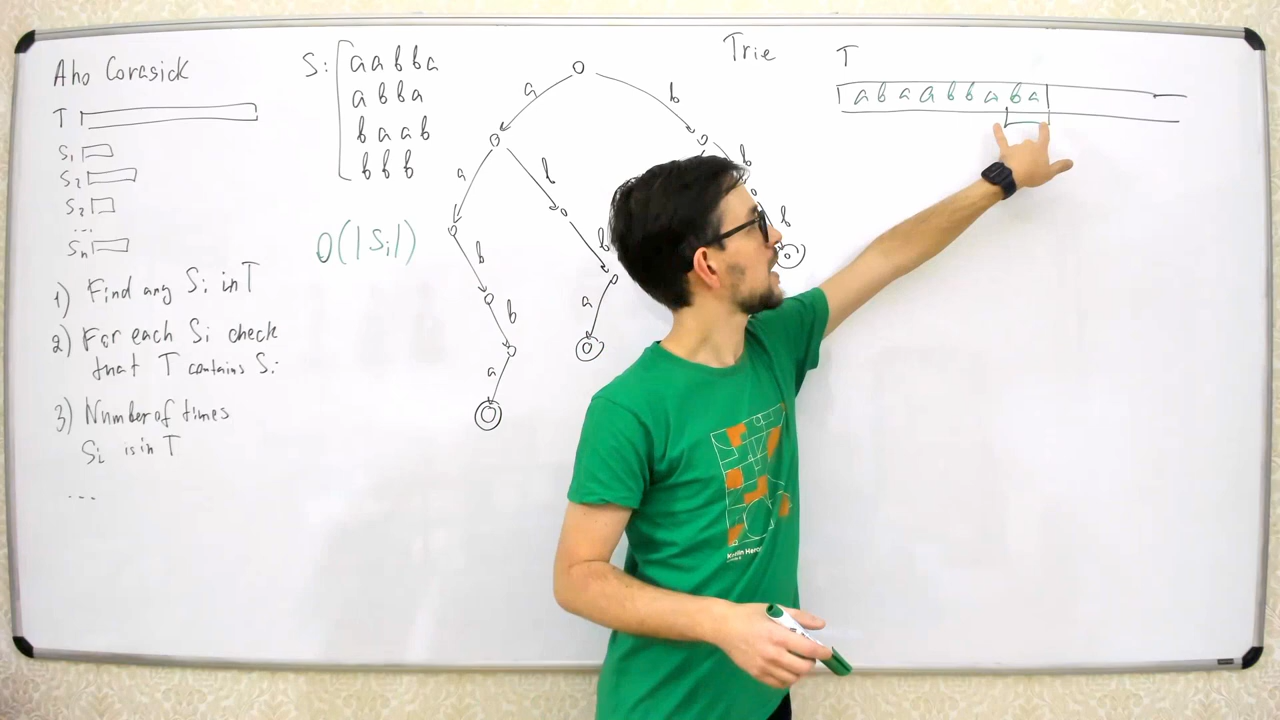 Aho Corasick
T
S1
S2
S2
...
Sn
1) Find any Si in T
2) For each Si check
that T contains Si
3) Number of times
Si is in T
...
S:
aabba
abba
baab
bbb
O(|Si|)
a
b
a
b
b
b
b
b
b
a
a
Trie
T
abaabbaba